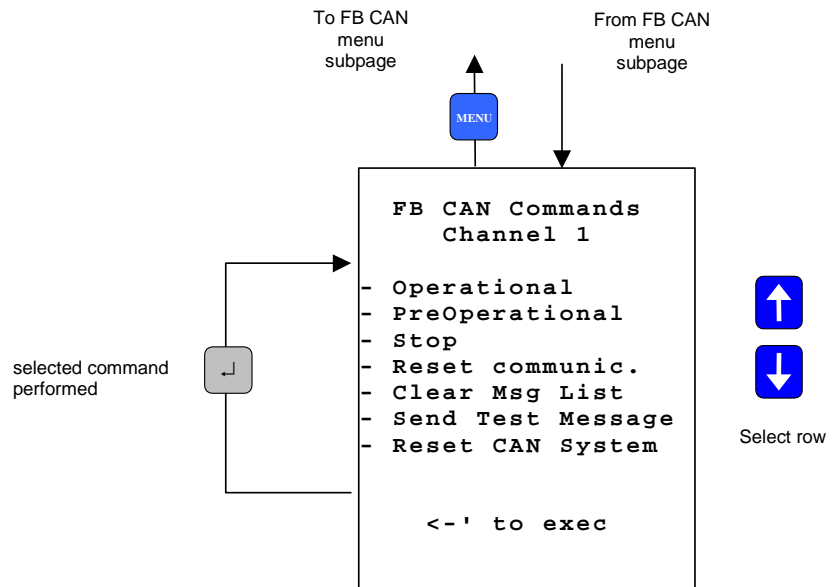 To FB CAN
menu
subpage
From FB CAN
menu
subpage
MENU
FB CAN Commands
Channel 1
- Operational
- PreOperational
- Stop
- Reset communic.
- Clear Msg List
- Send Test Message
- Reset CAN System
<-' to exec
selected command
performed
Select row